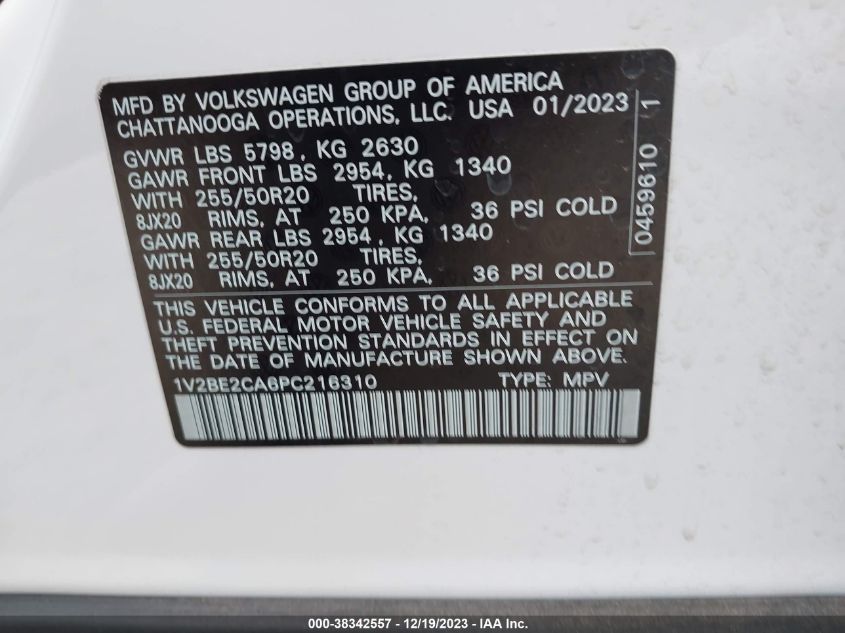 MFD BY VOLKSWAGEN GROUP OF AMERICA
CHATTANOOGA OPERATIONS, LLC. USA 01/2023
GVWR LBS 5798, KG 2630
GAWR FRONT LBS 2954, KG 1340
WITH 255/50R20 TIRES,
8JX20 RIMS, AT 250 KPA, 36 PSI COLD
GAWR REAR LBS 2954, KG 1340
WITH 255/50R20 TIRES,
8JX20 RIMS, AT 250 KPA, 36 PSI COLD
0459610 1
THIS VEHICLE CONFORMS TO ALL APPLICABLE
U.S. FEDERAL MOTOR VEHICLE SAFETY AND
THEFT PREVENTION STANDARDS IN EFFECT ON
THE DATE OF MANUFACTURE SHOWN ABOVE.
1V2BE2CA6PC216310 TYPE: MPV
000-38342557 - 12/19/2023 - IAA Inc.